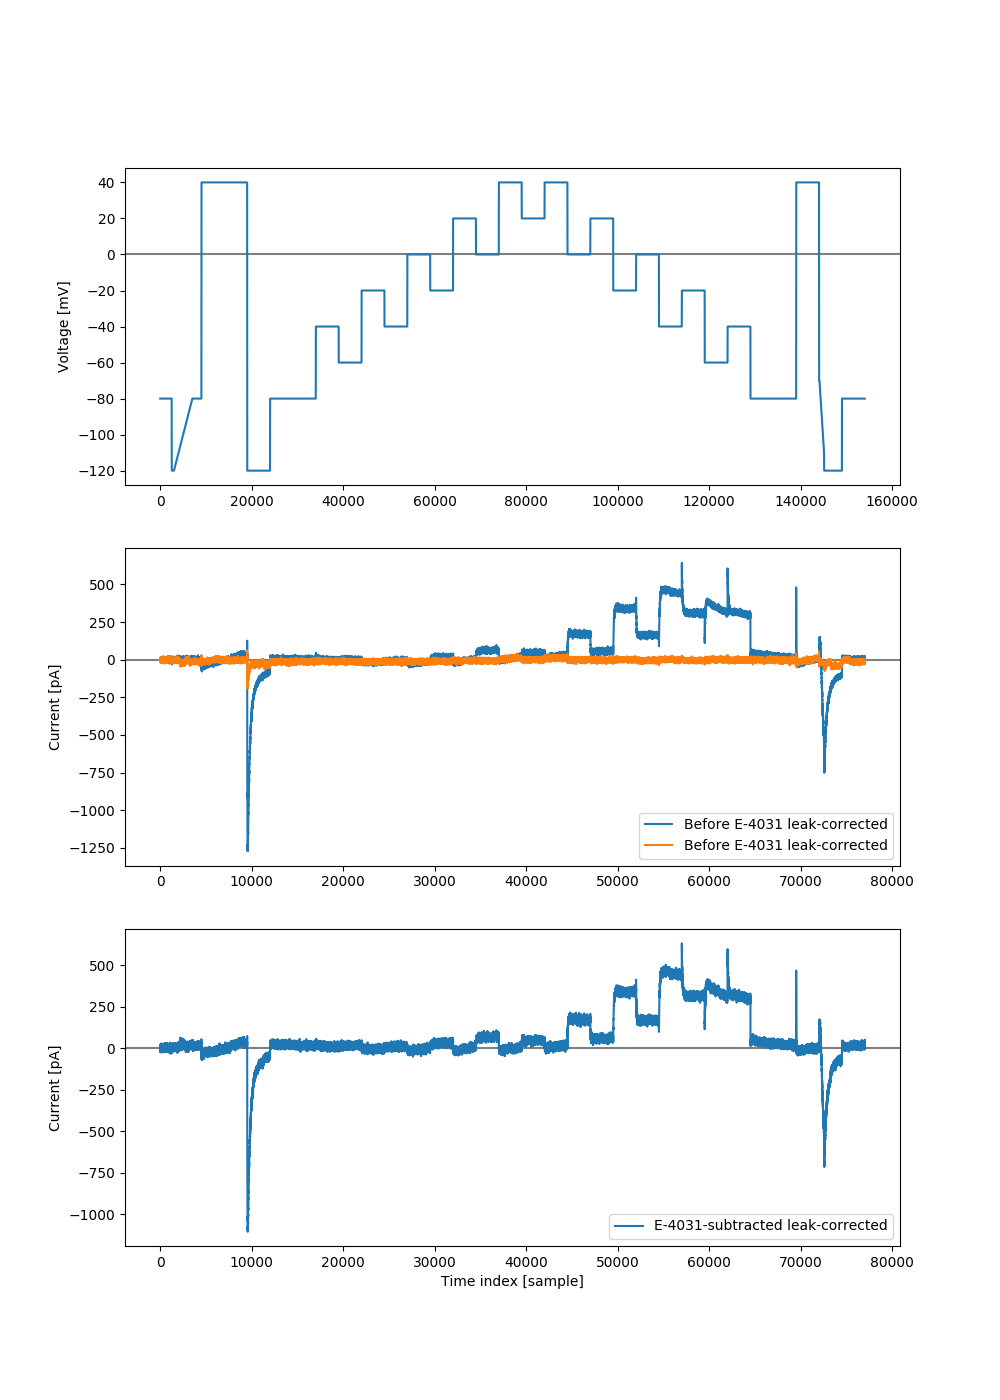 Voltage [mV]
40
20
0
−20
−40
−60
−80
−100
−120
0 20000 40000 60000 80000 100000 120000 140000 160000
Current [pA]
500
250
0
−250
−500
−750
−1000
−1250
Before E-4031 leak-corrected
Before E-4031 leak-corrected
0 10000 20000 30000 40000 50000 60000 70000 80000
Current [pA]
500
250
0
−250
−500
−750
−1000
E-4031-subtracted leak-corrected
0 10000 20000 30000 40000 50000 60000 70000 80000
Time index [sample]